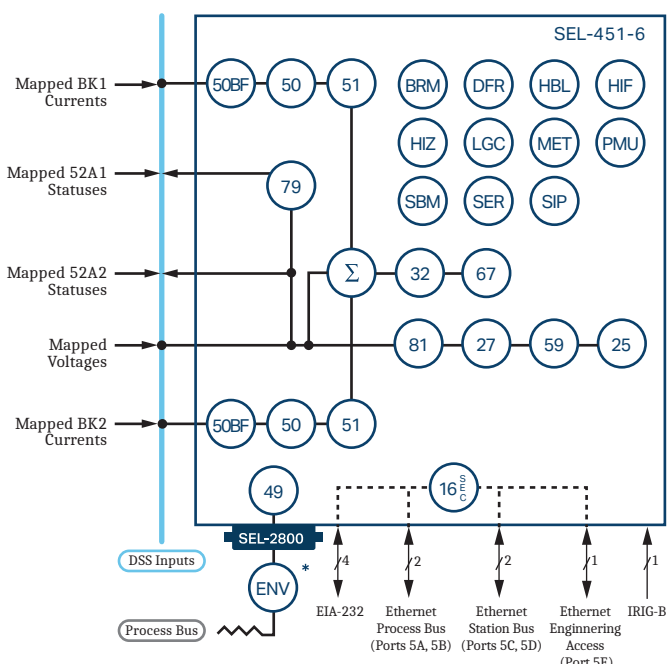 SEL-451-6
Mapped BK1
Currents
50BF 50 51
BRM DFR HBL HIF
HIZ LGC MET PMU
SBM SER SIP
Mapped 52A1
Statuses
79
Mapped 52A2
Statuses
Σ 32 67
Mapped
Voltages
81 27 59 25
Mapped BK2
Currents
50BF 50 51
49
16 SEC
SEL-2800
DSS Inputs
ENV *
4 2 2 1 1
Process Bus
EIA-232
Ethernet
Process Bus
(Ports 5A, 5B)
Ethernet
Station Bus
(Ports 5C, 5D)
Ethernet
Enginnering
Access
(Port 5E)
IRIG-B